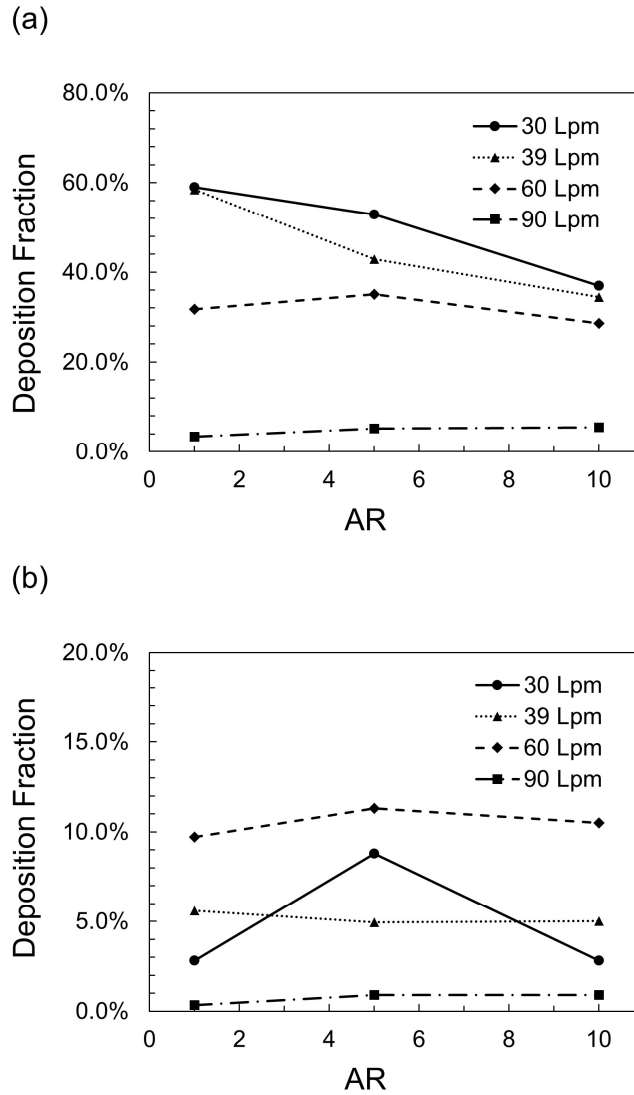 (a)
80.0%
60.0%
40.0%
20.0%
0.0%
Deposition Fraction
30 Lpm
39 Lpm
60 Lpm
90 Lpm
0 2 4 6 8 10
AR
(b)
20.0%
15.0%
10.0%
5.0%
0.0%
Deposition Fraction
30 Lpm
39 Lpm
60 Lpm
90 Lpm
0 2 4 6 8 10
AR